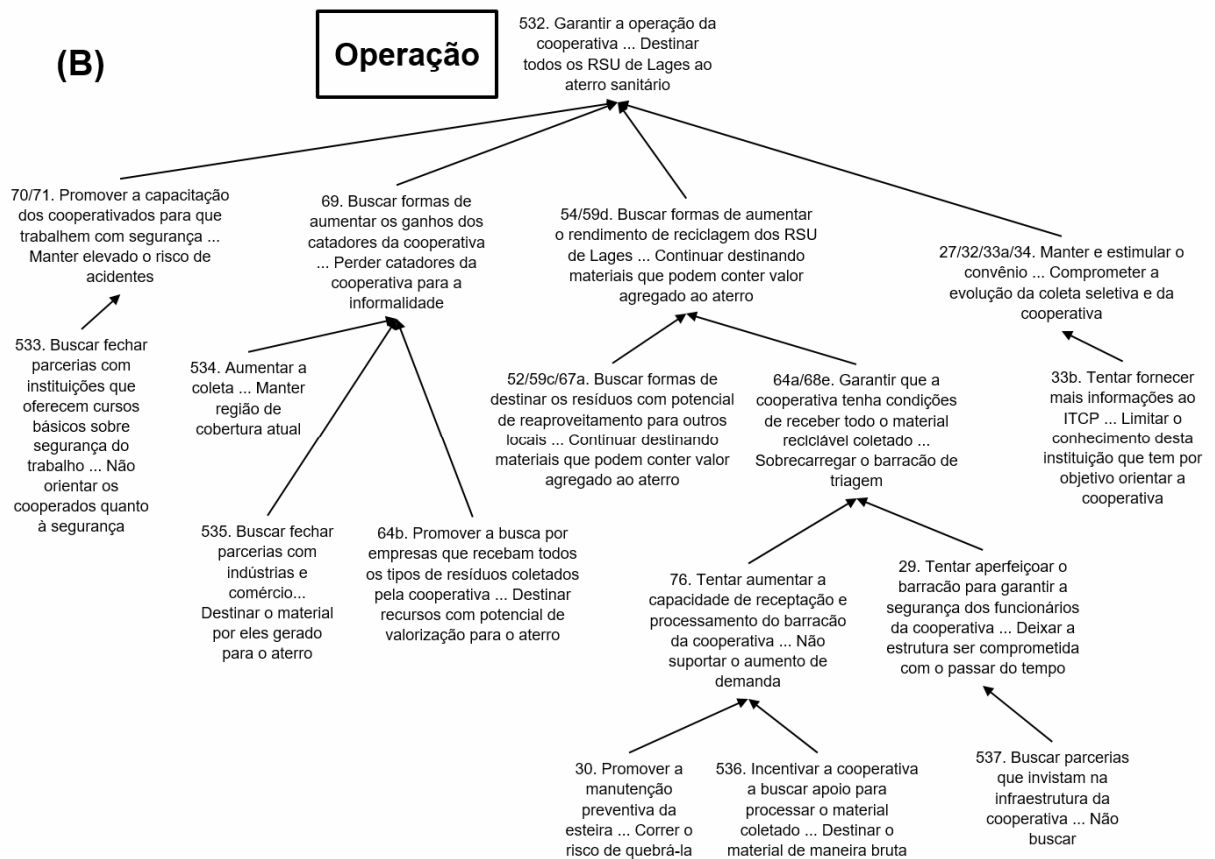 (B)
Operação
532. Garantir a operação da
cooperativa ... Destinar
todos os RSU de Lages ao
aterro sanitário
70/71. Promover a capacitação
dos cooperativados para que
trabalhem com segurança ...
Manter elevado o risco de
acidentes
69. Buscar formas de
aumentar os ganhos dos
catadores da cooperativa
... Perder catadores da
cooperativa para a
informalidade
54/59d. Buscar formas de aumentar
o rendimento de reciclagem dos RSU
de Lages ... Continuar destinando
materiais que podem conter valor
agregado ao aterro
27/32/33a/34. Manter e estimular o
convênio ... Comprometer a
evolução da coleta seletiva e da
cooperativa
533. Buscar fechar
parcerias com
instituições que
oferecem cursos
básicos sobre
segurança do
trabalho ... Não
orientar os
cooperados quanto
à segurança
534. Aumentar a
coleta ... Manter
região de
cobertura atual
52/59c/67a. Buscar formas de
destinar os resíduos com potencial
de reaproveitamento para outros
locais ... Continuar destinando
materiais que podem conter valor
agregado ao aterro
64a/68e. Garantir que a
cooperativa tenha condições
de receber todo o material
reciclável coletado ...
Sobrecarregar o barracão de
triagem
33b. Tentar fornecer
mais informações ao
ITCP ... Limitar o
conhecimento desta
instituição que tem por
objetivo orientar a
cooperativa
535. Buscar fechar
parcerias com
indústrias e
comércio...
Destinar o material
por eles gerado
para o aterro
64b. Promover a busca por
empresas que recebam todos
os tipos de resíduos coletados
pela cooperativa ... Destinar
recursos com potencial de
valorização para o aterro
76. Tentar aumentar a
capacidade de receptação e
processamento do barracão
da cooperativa ... Não
suportar o aumento de
demanda
29. Tentar aperfeiçoar o
barracão para garantir a
segurança dos funcionários
da cooperativa ... Deixar a
estrutura ser comprometida
com o passar do tempo
30. Promover a
manutenção
preventiva da
esteira ... Correr o
risco de quebrá-la
536. Incentivar a cooperativa
a buscar apoio para
processar o material
coletado ... Destinar o
material de maneira bruta
537. Buscar parcerias
que invistam na
infraestrutura da
cooperativa ... Não
buscar